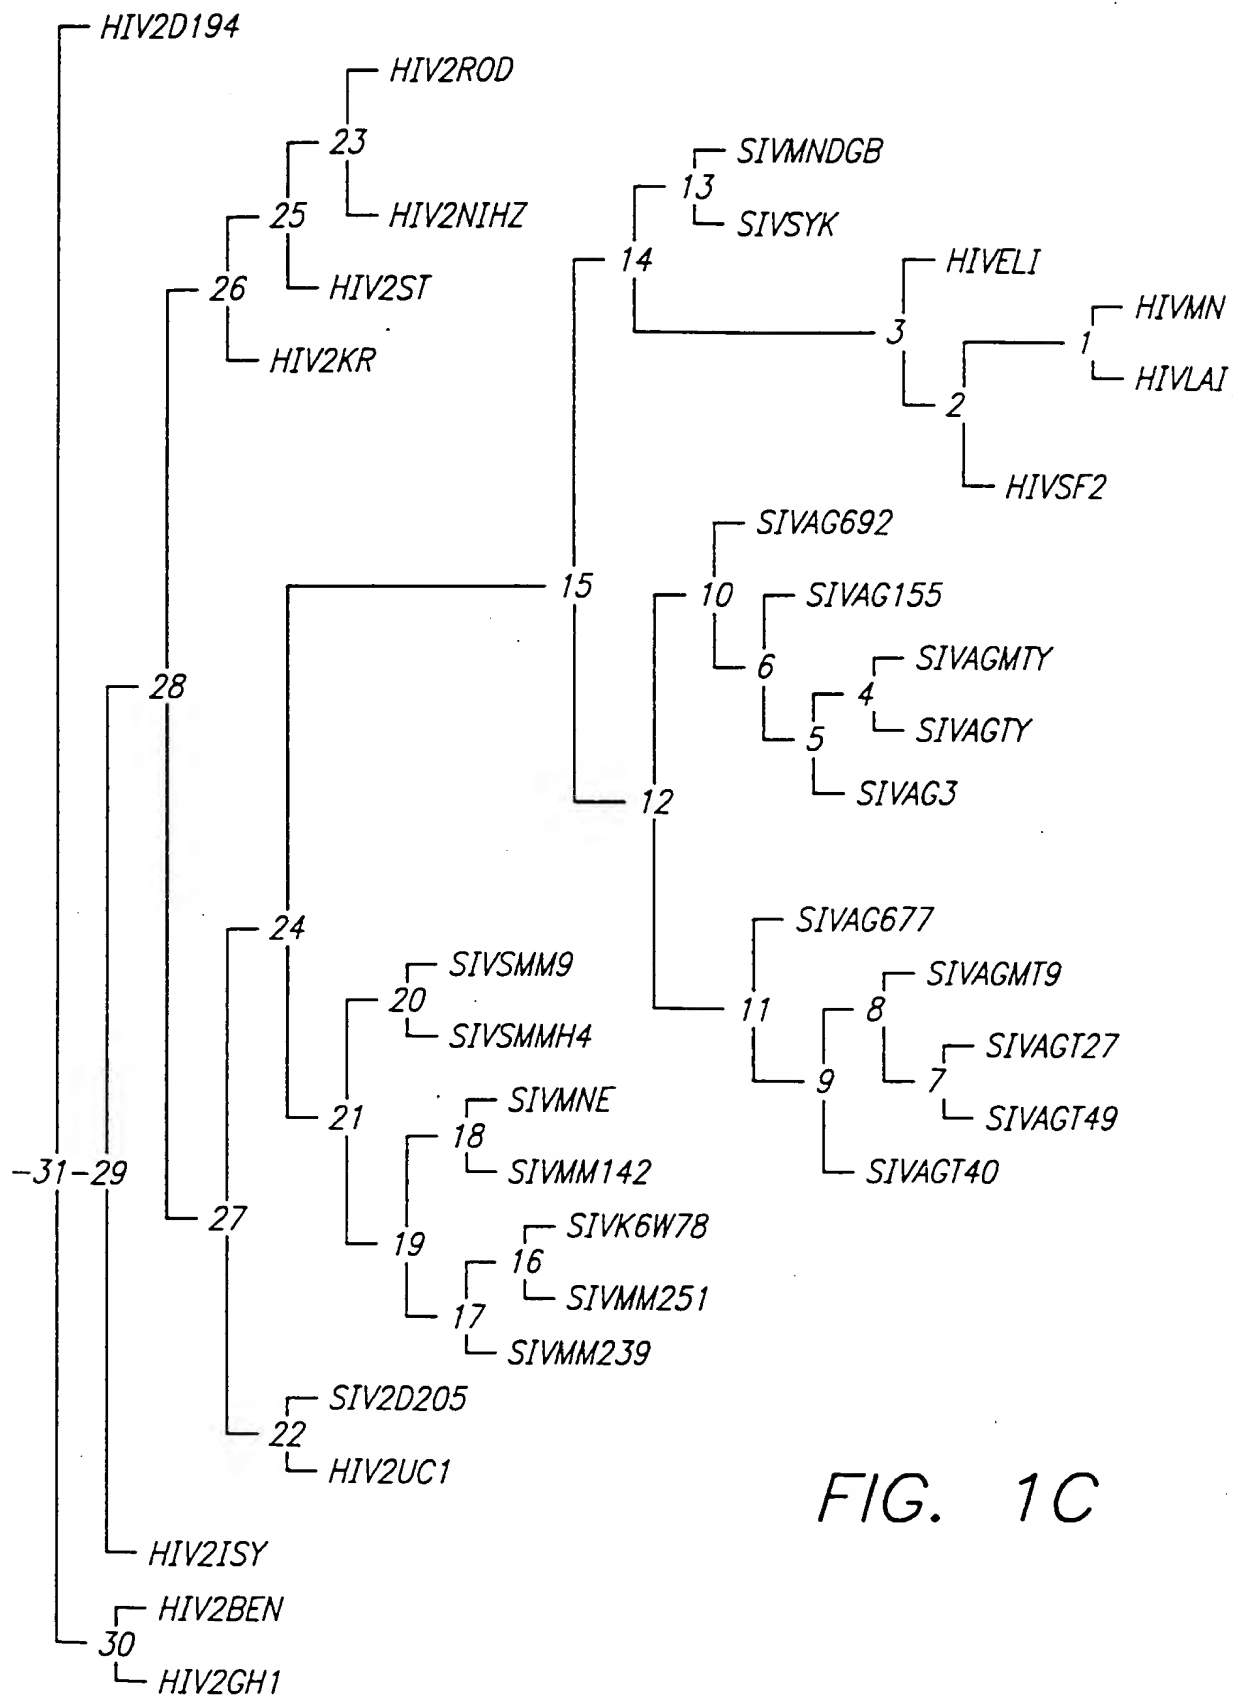 HIV2D194
HIV2ROD
23
HIV2NIHZ
25
HIV2ST
26
HIV2KR
SIVMNDGB
13
SIVSYK
14
HIVELI
3
HIVMN
1
HIVLAI
2
HIVSF2
SIVAG692
15
10
SIVAG155
6
SIVAGMTY
4
SIVAGTY
5
SIVAG3
12
28
SIVAG677
24
SIVSMM9
20
SIVSMMH4
SIVAGMT9
11
8
SIVAGT27
9
7
SIVAGT49
SIVAGT40
21
SIVMNE
18
SIVMM142
-31-29
27
19
SIVK6W78
16
SIVMM251
17
SIVMM239
SIV2D205
22
HIV2UC1
FIG. 1C
HIV2ISY
HIV2BEN
30
HIV2GH1